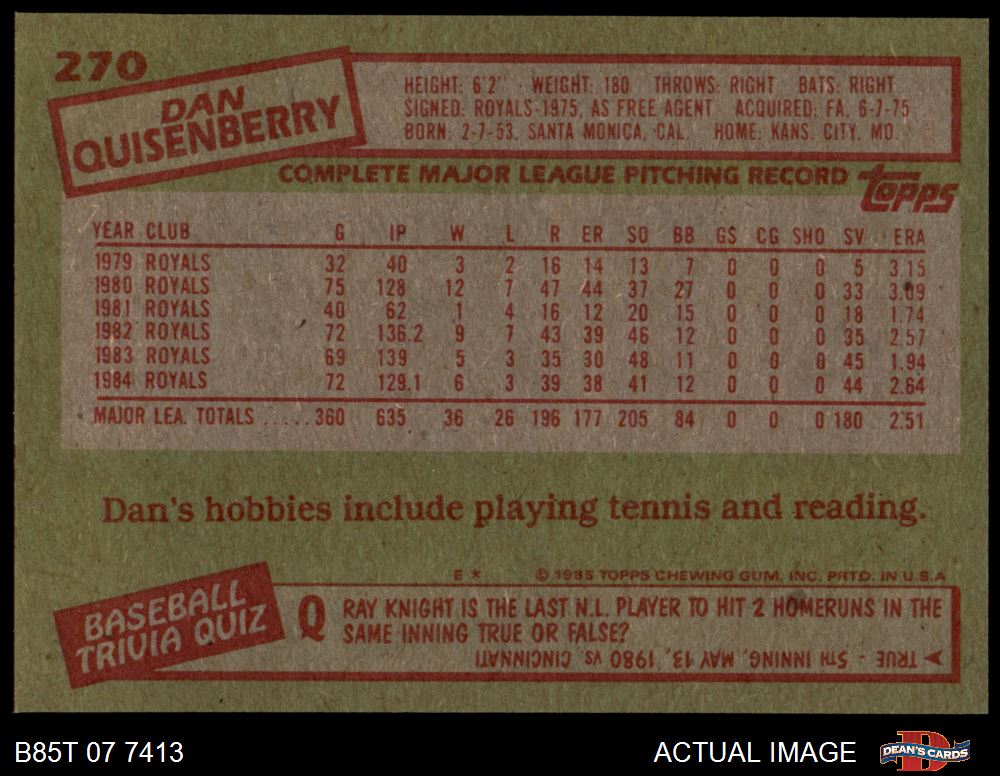 270
DAN
QUISENBERRY
HEIGHT: 6'2" WEIGHT: 180 THROWS: RIGHT BATS: RIGHT
SIGNED: ROYALS-1975, AS FREE AGENT ACQUIRED: FA, 6-7-75
BORN: 2-7-53, SANTA MONICA, CAL. HOME: KANS. CITY, MO.
COMPLETE MAJOR LEAGUE PITCHING RECORD
Topps
YEAR CLUB G IP W L R ER SO BB GS CG SHO SV ERA
1979 ROYALS 32 40 3 2 16 14 13 7 0 0 0 5 3.15
1980 ROYALS 75 128 12 7 47 44 37 27 0 0 0 33 3.09
1981 ROYALS 40 62 1 4 16 12 20 15 0 0 0 18 1.74
1982 ROYALS 72 136.2 9 7 43 39 46 12 0 0 0 35 2.57
1983 ROYALS 69 139 5 3 35 30 48 11 0 0 0 45 1.94
1984 ROYALS 72 129.1 6 3 39 38 41 12 0 0 0 44 2.64
MAJOR LEA. TOTALS .....360 635 36 26 196 177 205 84 0 0 0 180 2.51
Dan's hobbies include playing tennis and reading.
E * © 1985 TOPPS CHEWING GUM, INC. PRTD. IN U.S.A
BASEBALL
TRIVIA QUIZ
Q RAY KNIGHT IS THE LAST N.L. PLAYER TO HIT 2 HOMERUNS IN THE
SAME INNING TRUE OR FALSE?
TRUE - 5TH INNING, MAY 13, 1980 vs. CINCINNATI
B85T 07 7413
ACTUAL IMAGE
D
DEAN'S CARDS